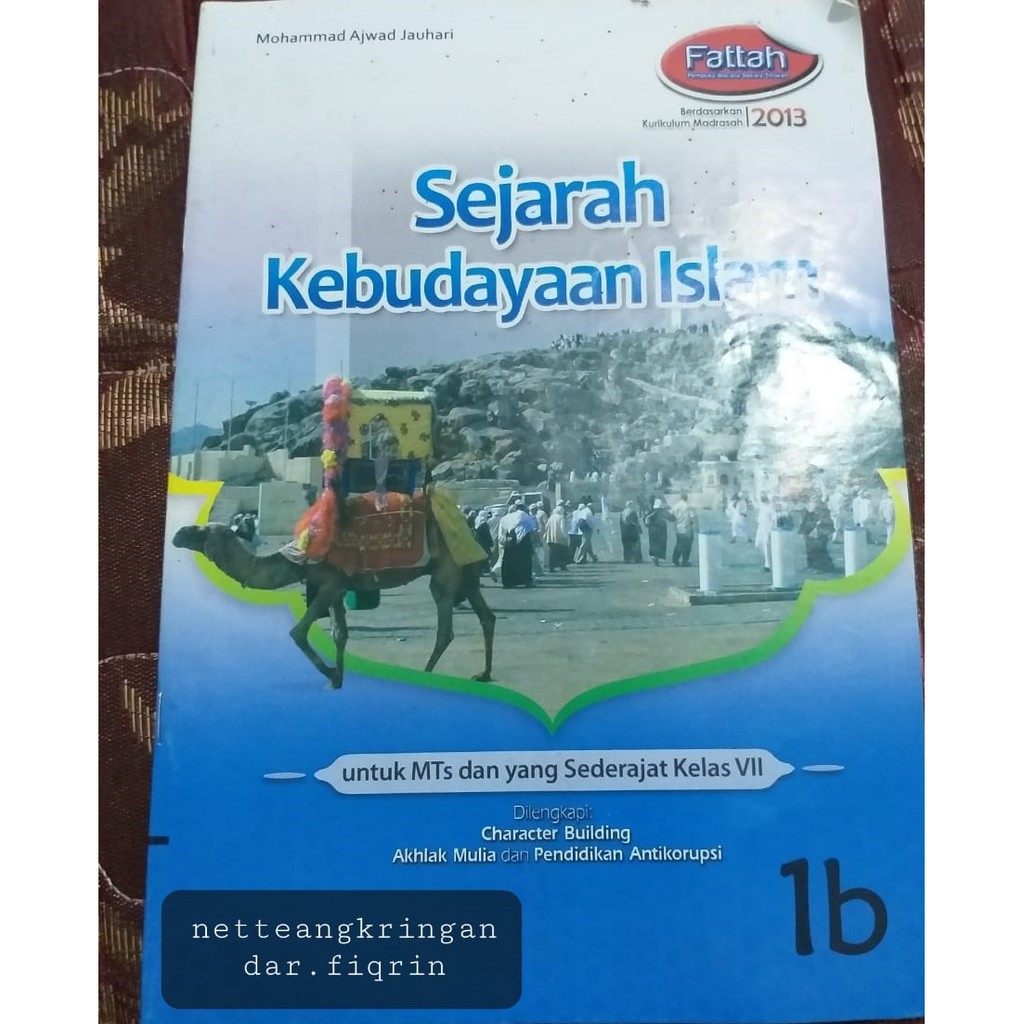 Mohammad Ajwad Jauhari
Fattah
Berdasarkan
Kurikulum Madrasah
2013
Sejarah
Kebudayaan Islam
untuk MTs dan yang Sederajat Kelas VII
Dilengkapi:
Character Building
Akhlak Mulia dan Pendidikan Antikorupsi
1b
netteangkringan
dar.fiqrin